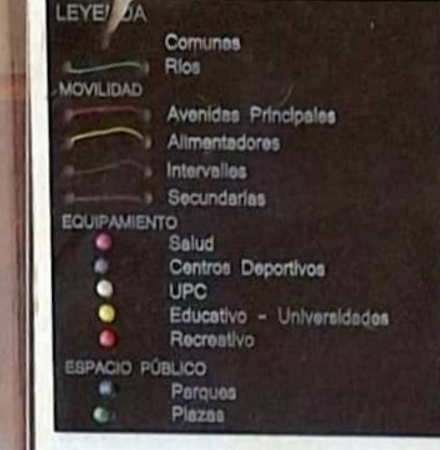 LEYENDA
Comunas
Ríos
MOVILIDAD
Avenidas Principales
Alimentadores
Intervalles
Secundarias
EQUIPAMIENTO
Salud
Centros Deportivos
UPC
Educativo - Universidades
Recreativo
ESPACIO PÚBLICO
Parques
Plazas